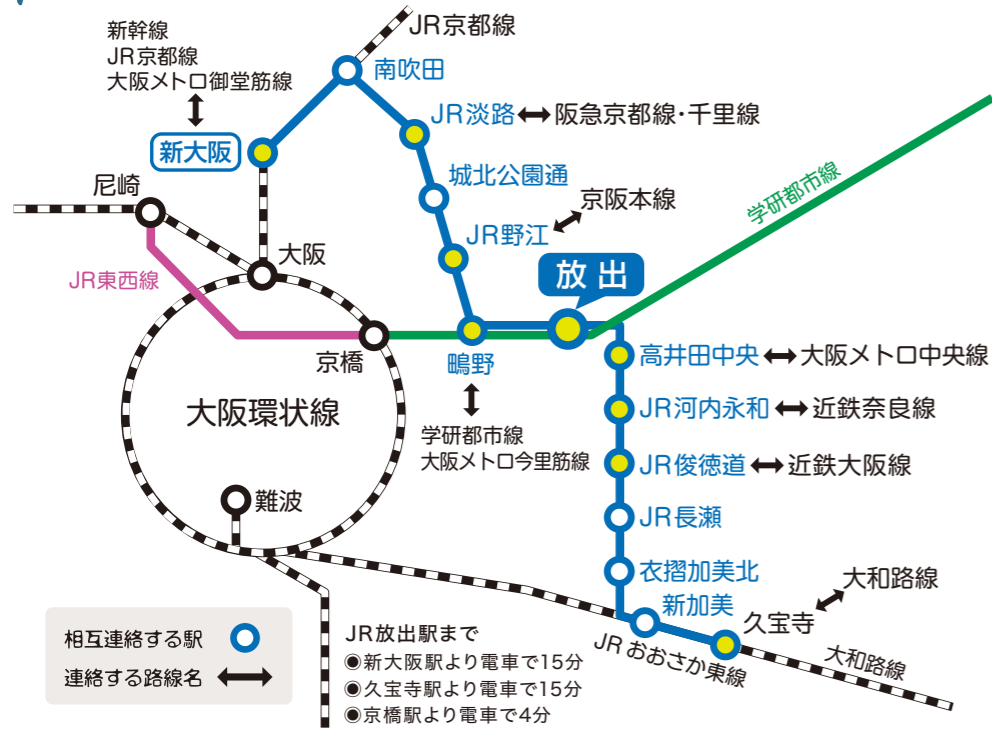 JR京都線
新幹線
JR京都線
大阪メトロ御堂筋線
南吹田
JR淡路
阪急京都線・千里線
新大阪
城北公園通
尼崎
京阪本線
学研都市線
JR野江
大阪
放出
JR東西線
高井田中央
大阪メトロ中央線
京橋
鴫野
大阪環状線
JR河内永和
近鉄奈良線
学研都市線
大阪メトロ今里筋線
JR俊徳道
近鉄大阪線
難波
JR長瀬
衣摺加美北
大和路線
新加美
久宝寺
JRおおさか東線
大和路線
相互連絡する駅
連絡する路線名
JR放出駅まで
◉新大阪駅より電車で15分
◉久宝寺駅より電車で15分
◉京橋駅より電車で4分